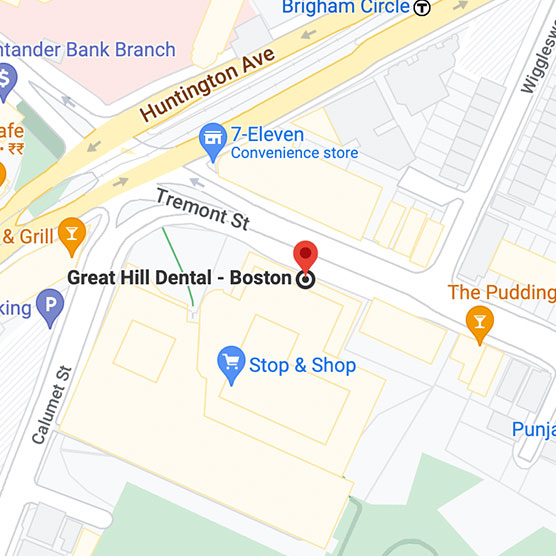 Brigham Circle T
ntander Bank Branch
$
Huntington Ave
Wigglesw
7-Eleven
Convenience store
afe
· ₹₹
Tremont St
& Grill
Great Hill Dental - Boston
king
P
The Pudding
Stop & Shop
Calumet St
Punja